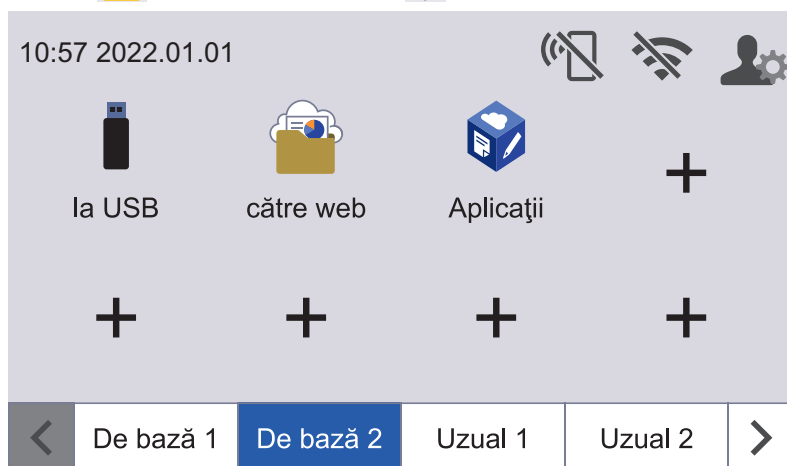 10:57 2022.01.01
la USB către web Aplicaţii
De bază 1 De bază 2 Uzual 1 Uzual 2